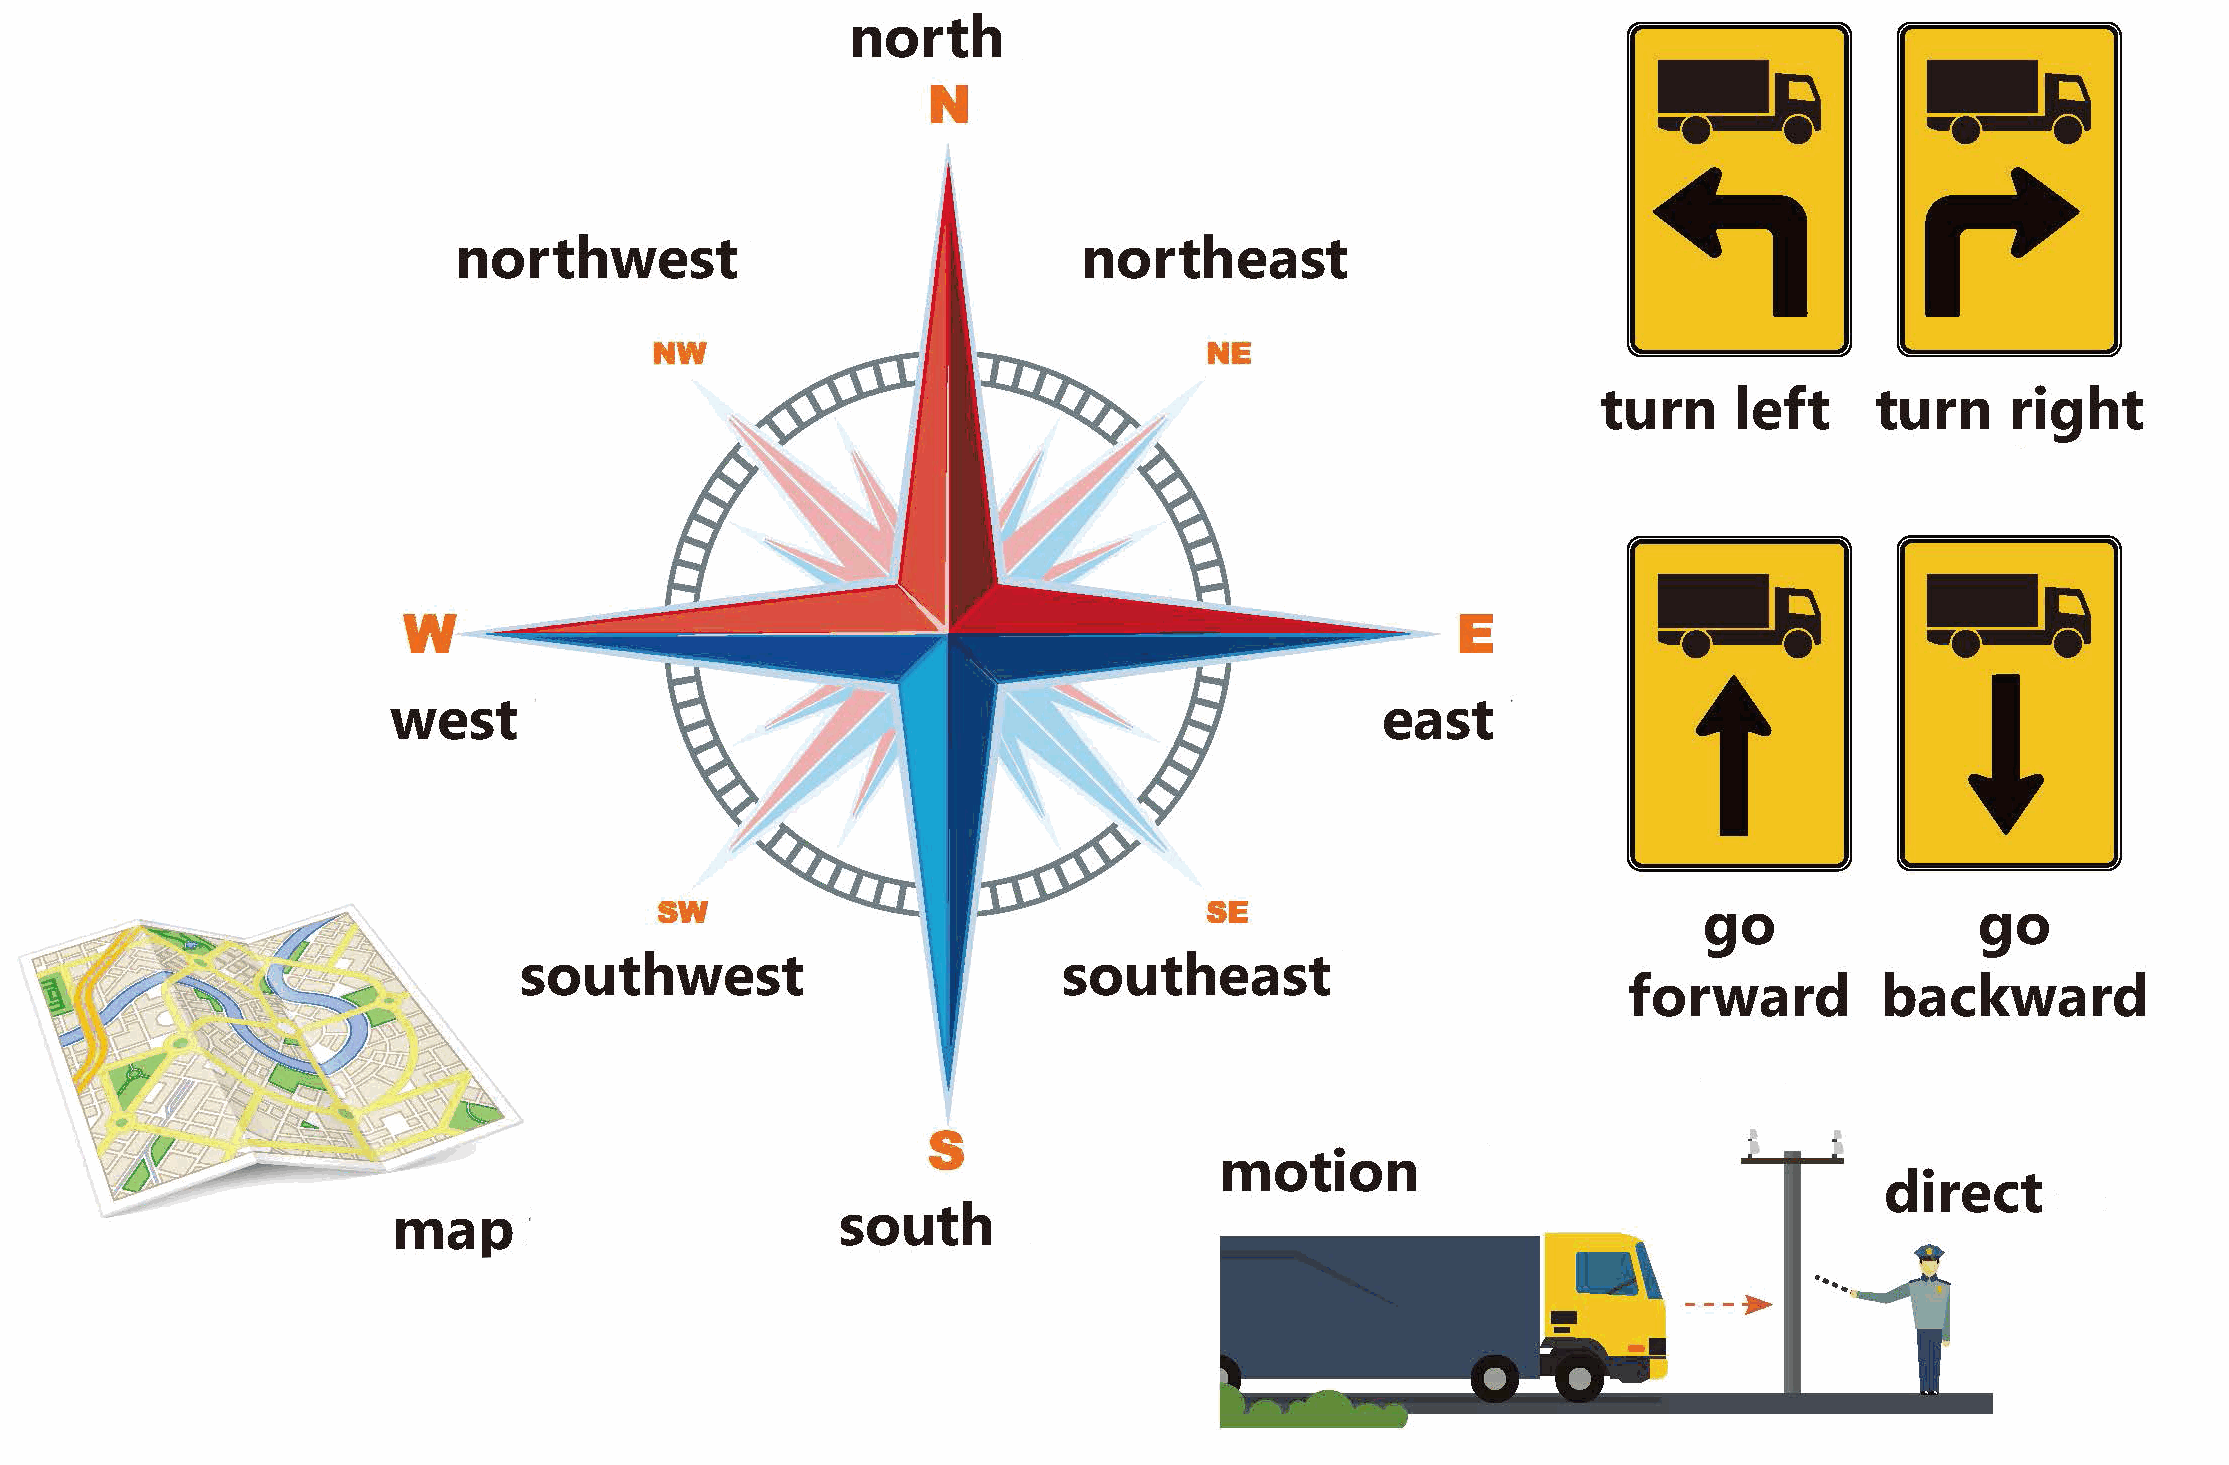 north
N
northwest
northeast
NW
NE
turn left
turn right
W
E
west
east
SW
SE
southwest
southeast
go
forward
go
backward
S
south
map
motion
direct